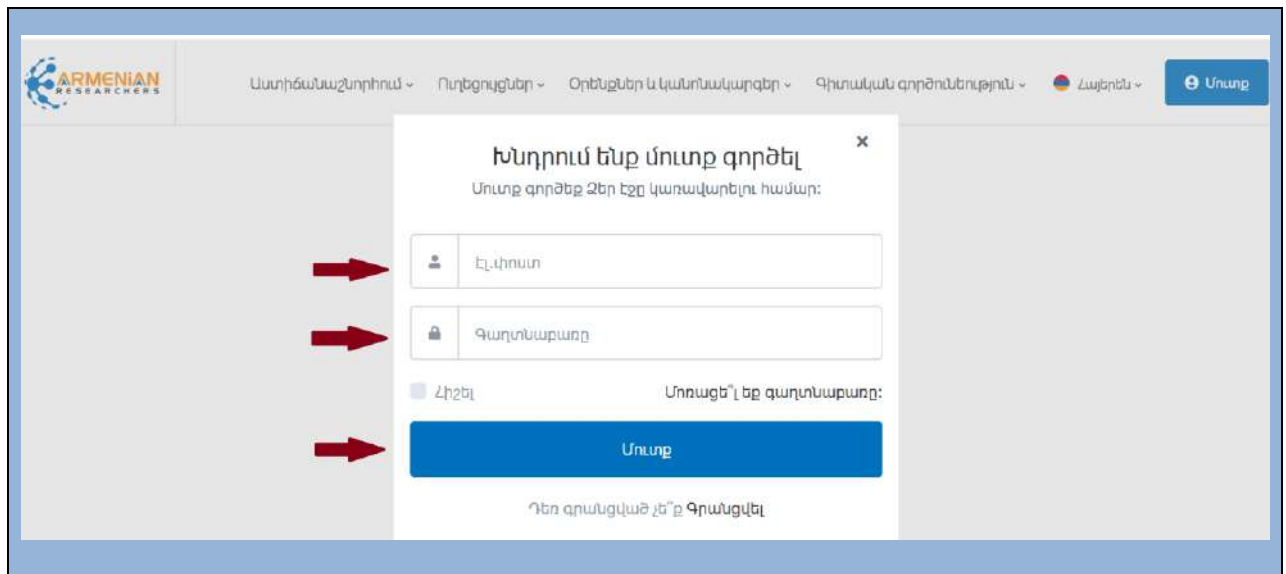 ARMENIAN
RESEARCHERS
Աստիճանաշնորհում Ուղեցույցներ Օրենքներ և կանոնակարգեր Գիտական գործունեություն Հայերեն Մուտք
Խնդրում ենք մուտք գործել ×
Մուտք գործեք Ձեր էջը կառավարելու համար:
Էլ.փոստ
Գաղտնաբառը
Հիշել Մոռացե՞լ եք գաղտնաբառը:
Մուտք
Դեռ գրանցված չե՞ք Գրանցվել